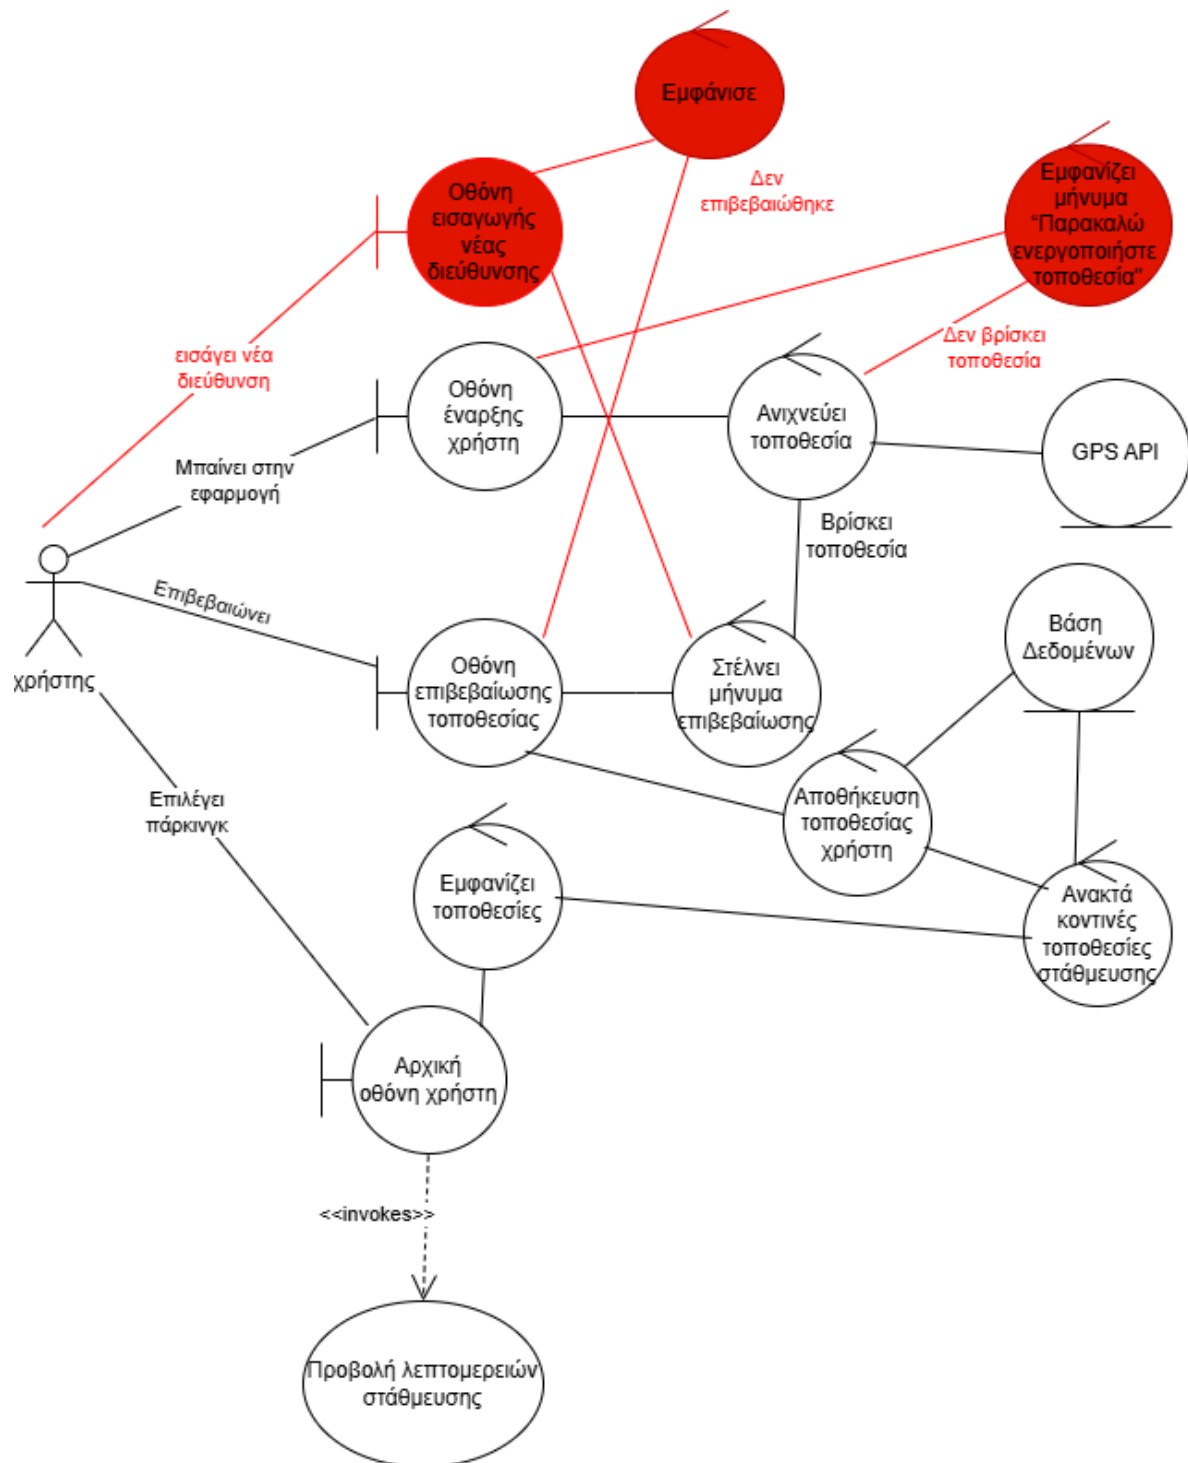 Εμφάνισε
Δεν
επιβεβαιώθηκε
Εμφανίζει
μήνυμα
“Παρακαλώ
ενεργοποιήστε
τοποθεσία"
Οθόνη
εισαγωγής
νέας
διεύθυνσης
εισάγει νέα
διεύθυνση
Δεν βρίσκει
τοποθεσία
Οθόνη
έναρξης
χρήστη
Ανιχνεύει
τοποθεσία
GPS API
Μπαίνει στην
εφαρμογή
Βρίσκει
τοποθεσία
Επιβεβαιώνει
χρήστης
Οθόνη
επιβεβαίωσης
τοποθεσίας
Στέλνει
μήνυμα
επιβεβαίωσης
Βάση
Δεδομένων
Επιλέγει
πάρκινγκ
Αποθήκευση
τοποθεσίας
χρήστη
Εμφανίζει
τοποθεσίες
Ανακτά
κοντινές
τοποθεσίες
στάθμευσης
Αρχική
οθόνη χρήστη
<<invokes>>
Προβολή λεπτομερειών
στάθμευσης